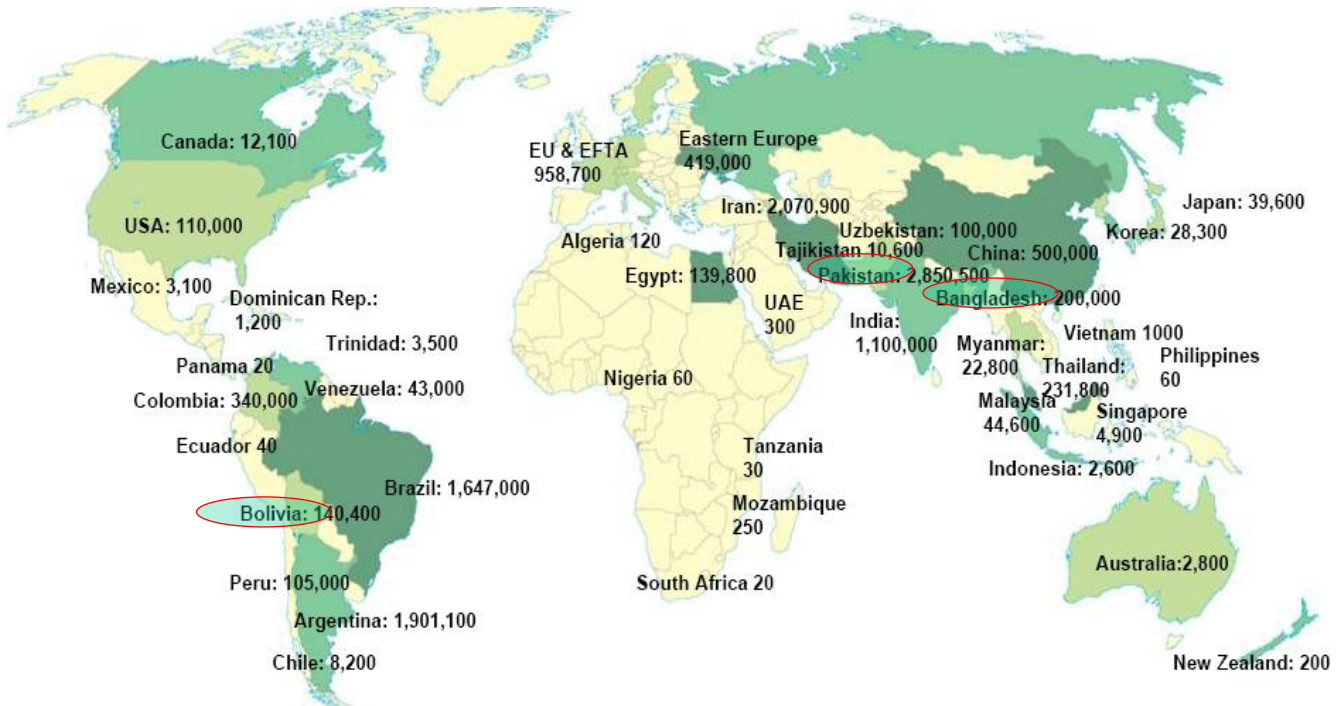 Canada: 12,100
USA: 110,000
Mexico: 3,100
Dominican Rep.:
1,200
Trinidad: 3,500
Panama 20
Venezuela: 43,000
Colombia: 340,000
Ecuador 40
Brazil: 1,647,000
Bolivia: 140,400
Peru: 105,000
Argentina: 1,901,100
Chile: 8,200
EU & EFTA
958,700
Eastern Europe
419,000
Algeria 120
Egypt: 139,800
Nigeria 60
Tanzania
30
Mozambique
250
South Africa 20
Iran: 2,070,900
Uzbekistan: 100,000
Tajikistan 10,600
China: 500,000
Pakistan: 2,850,500
Bangladesh: 200,000
UAE
300
India:
1,100,000
Japan: 39,600
Korea: 28,300
Myanmar:
22,800
Vietnam 1000
Thailand:
231,800
Philippines
60
Malaysia
44,600
Singapore
4,900
Indonesia: 2,600
Australia:2,800
New Zealand: 200